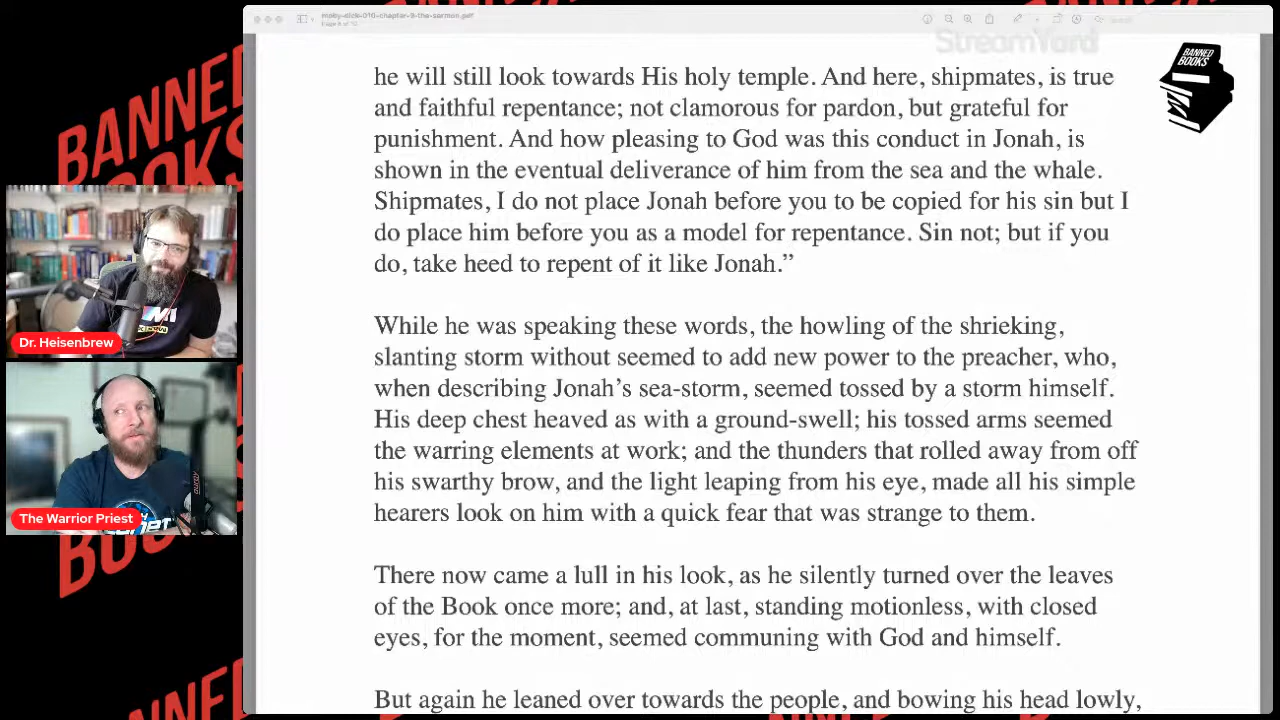 moby-dick-010-chapter-9-the-sermon.pdf
StreamYard
BANNED
BOOKS
he will still look towards His holy temple. And here, shipmates, is true
and faithful repentance; not clamorous for pardon, but grateful for
punishment. And how pleasing to God was this conduct in Jonah, is
shown in the eventual deliverance of him from the sea and the whale.
Shipmates, I do not place Jonah before you to be copied for his sin but I
do place him before you as a model for repentance. Sin not; but if you
do, take heed to repent of it like Jonah.”
While he was speaking these words, the howling of the shrieking,
slanting storm without seemed to add new power to the preacher, who,
when describing Jonah’s sea-storm, seemed tossed by a storm himself.
His deep chest heaved as with a ground-swell; his tossed arms seemed
the warring elements at work; and the thunders that rolled away from off
his swarthy brow, and the light leaping from his eye, made all his simple
hearers look on him with a quick fear that was strange to them.
There now came a lull in his look, as he silently turned over the leaves
of the Book once more; and, at last, standing motionless, with closed
eyes, for the moment, seemed communing with God and himself.
But again he leaned over towards the people, and bowing his head lowly,
Dr. Heisenbrew
The Warrior Priest
BANNED
BOOKS